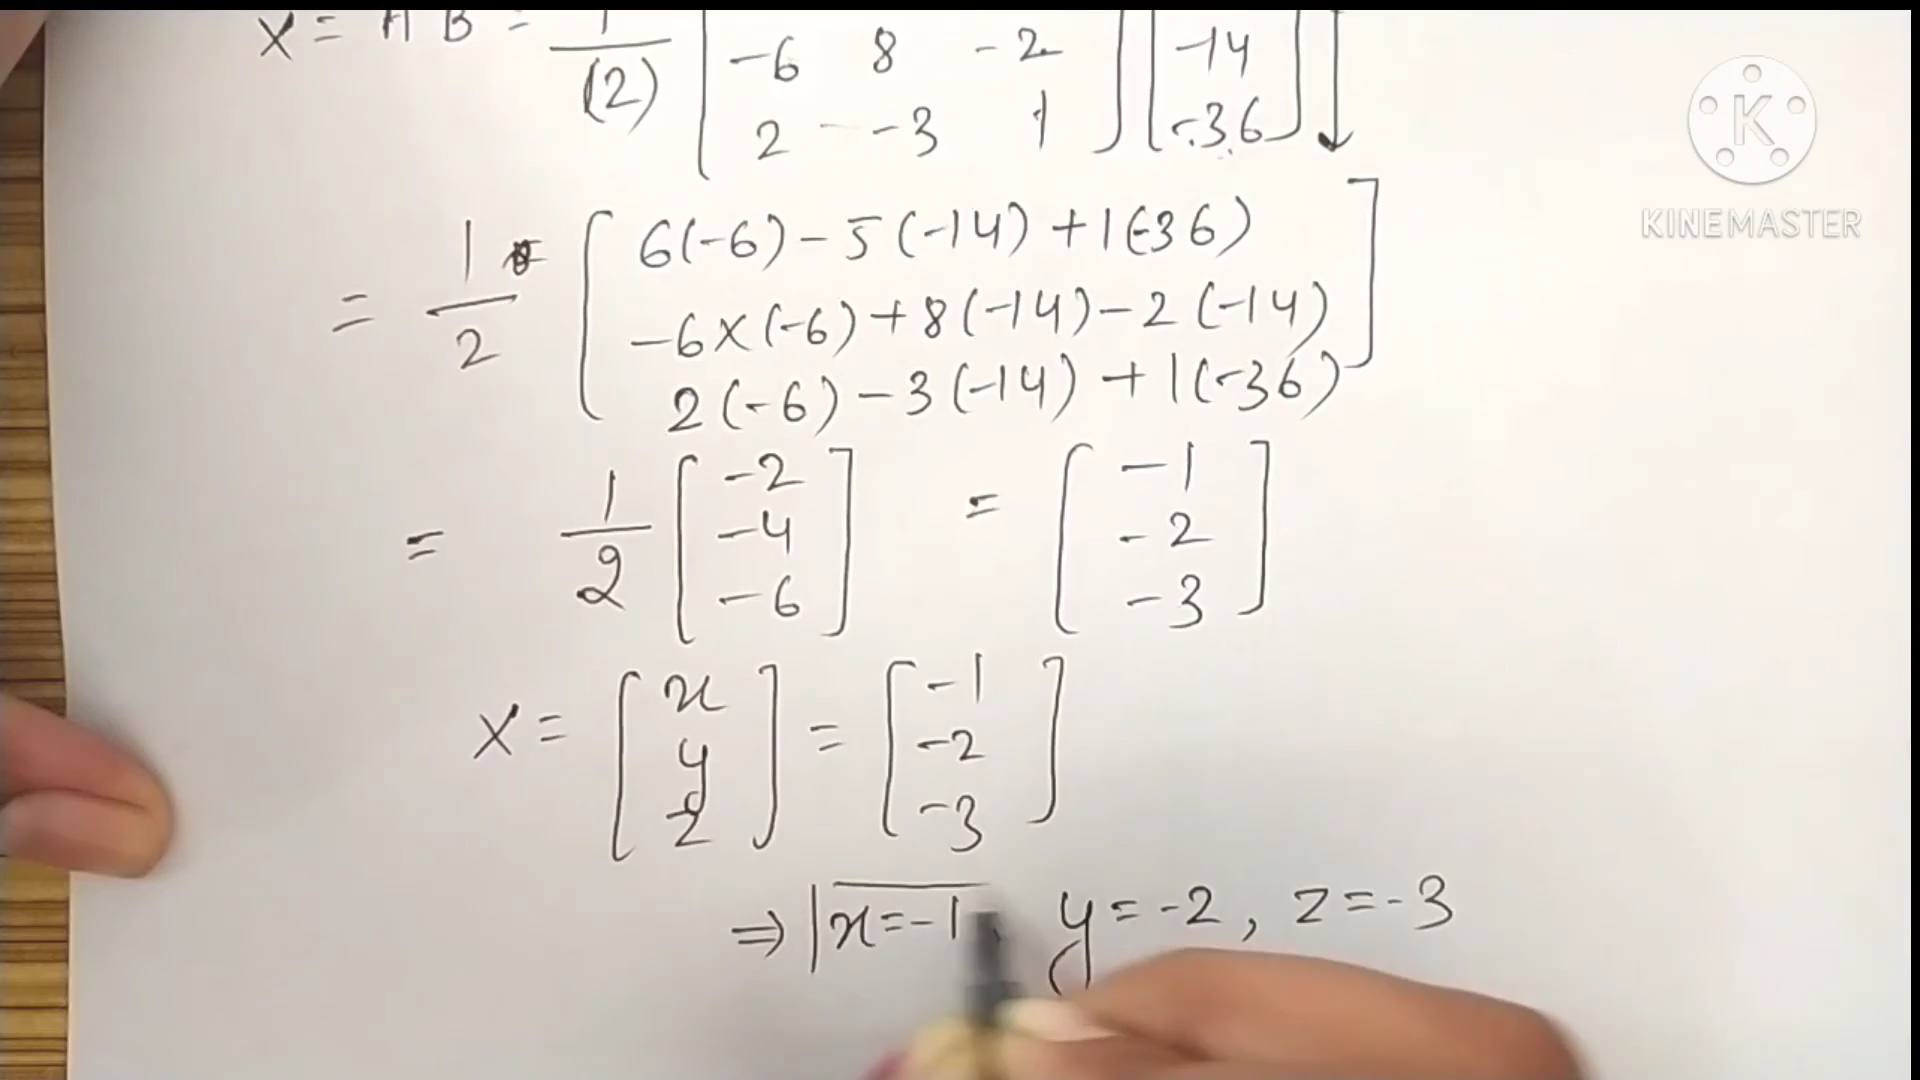 X = A B = 1/(2) [ -6 8 -2 ] [ -14 ]
2 -3 1 -36
K
KINEMASTER
= 1/2 [ 6(-6) - 5(-14) + 1(-36) ]
-6x(-6) + 8(-14) - 2(-14)
2(-6) - 3(-14) + 1(-36)
= 1/2 [ -2 ] = [ -1 ]
-4 -2
-6 -3
X = [ x ] = [ -1 ]
y -2
z -3
⇒ x = -1, y = -2, z = -3